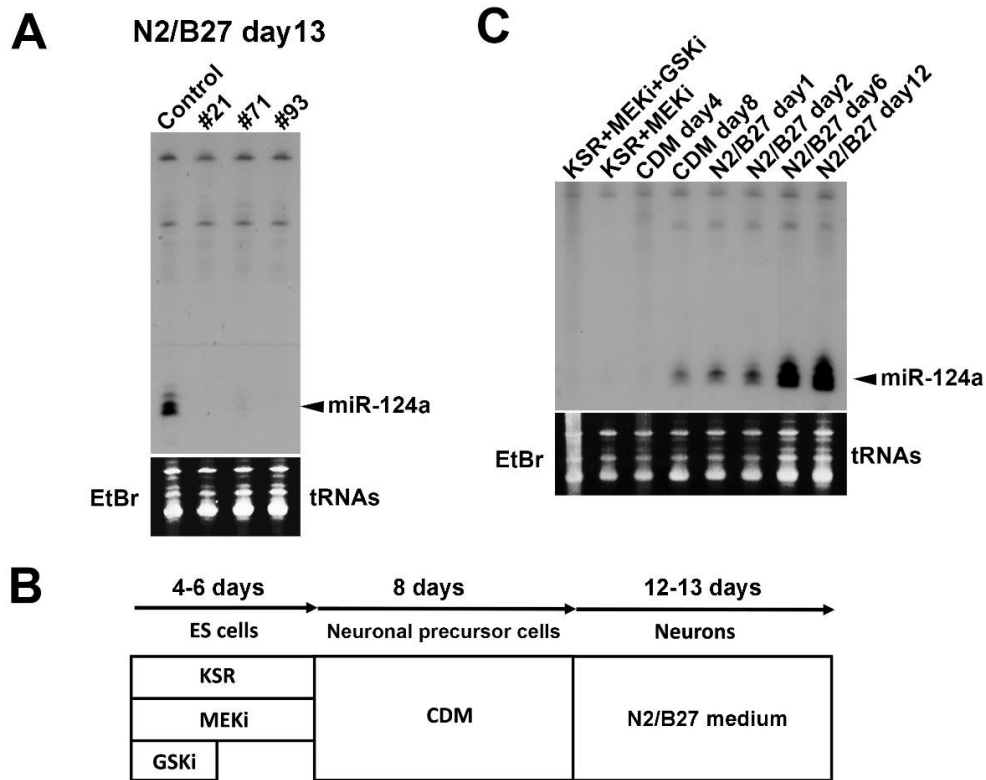 A
N2/B27 day13
Control
#21
#71
#93
miR-124a
EtBr
tRNAs
C
KSR+MEKi+GSKi
KSR+MEKi
CDM day4
CDM day8
N2/B27 day1
N2/B27 day2
N2/B27 day6
N2/B27 day12
miR-124a
EtBr
tRNAs
B
4-6 days
8 days
12-13 days
ES cells
Neuronal precursor cells
Neurons
KSR
MEKi
GSKi
CDM
N2/B27 medium